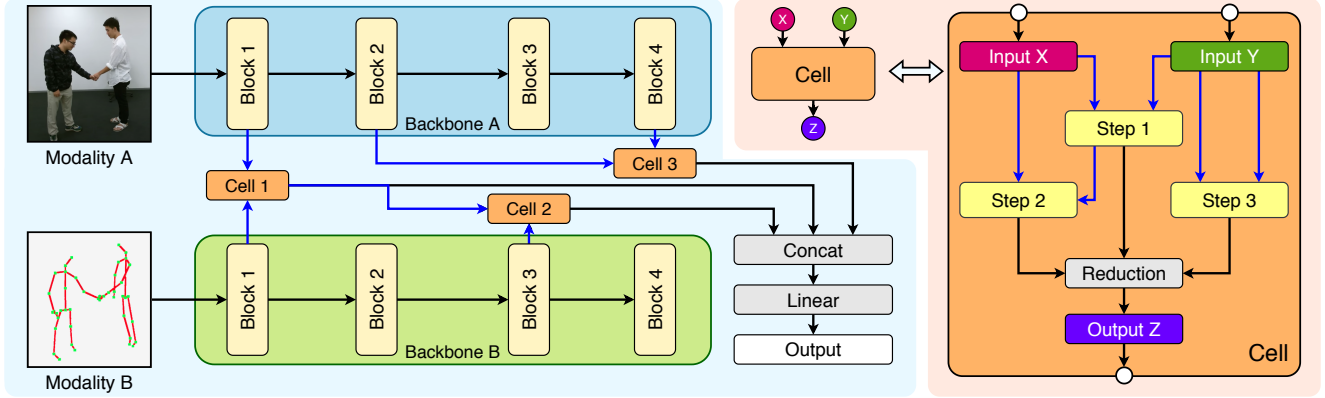 Modality A
Block 1
Block 2
Block 3
Block 4
Backbone A
Cell 1
Cell 2
Cell 3
Modality B
Block 1
Block 2
Block 3
Block 4
Backbone B
Concat
Linear
Output
X
Y
Cell
Z
Input X
Input Y
Step 1
Step 2
Step 3
Reduction
Output Z
Cell